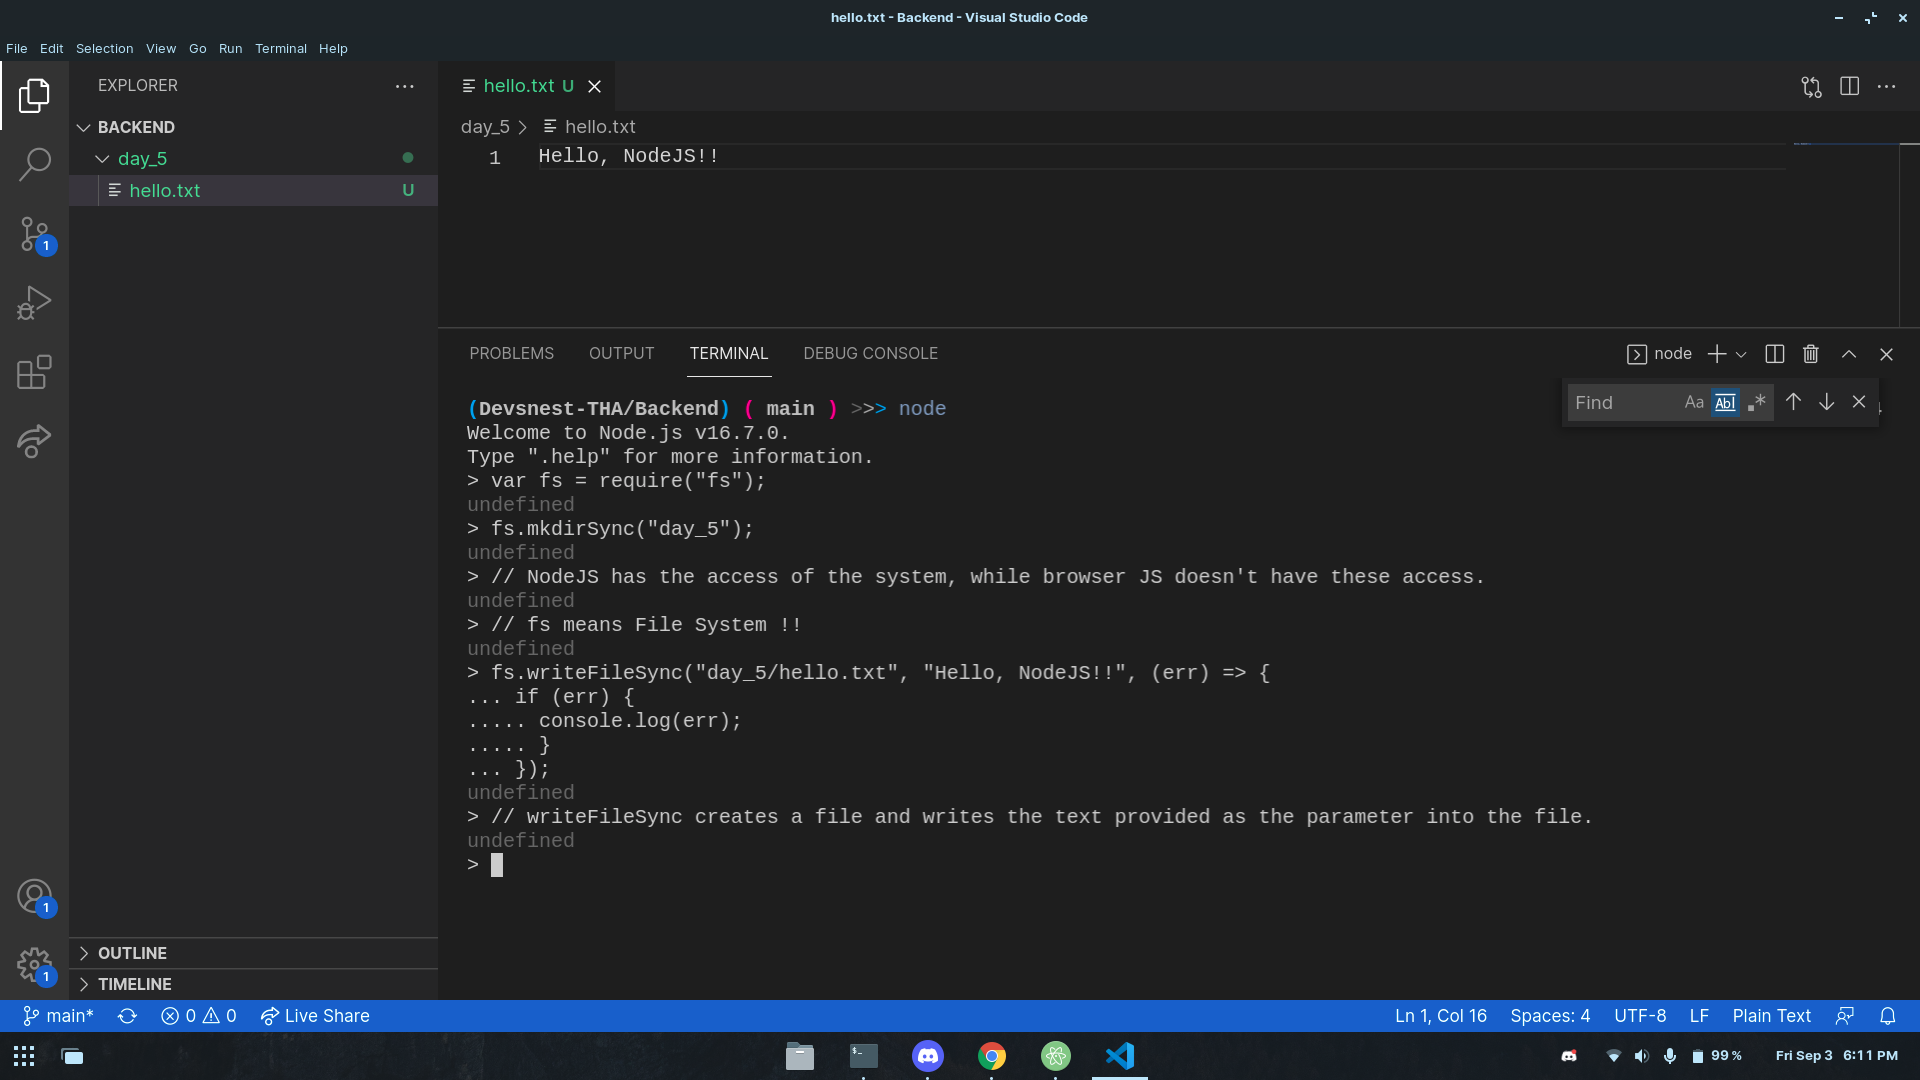 hello.txt - Backend - Visual Studio Code
File Edit Selection View Go Run Terminal Help
EXPLORER
BACKEND
day_5
hello.txt U
hello.txt U
day_5 > hello.txt
1 Hello, NodeJS!!
PROBLEMS OUTPUT TERMINAL DEBUG CONSOLE
node
Find Aa Abl .*
(Devsnest-THA/Backend) ( main ) >>> node
Welcome to Node.js v16.7.0.
Type ".help" for more information.
> var fs = require("fs");
undefined
> fs.mkdirSync("day_5");
undefined
> // NodeJS has the access of the system, while browser JS doesn't have these access.
undefined
> // fs means File System !!
undefined
> fs.writeFileSync("day_5/hello.txt", "Hello, NodeJS!!", (err) => {
... if (err) {
..... console.log(err);
..... }
... });
undefined
> // writeFileSync creates a file and writes the text provided as the parameter into the file.
undefined
>
1
1
1
OUTLINE
TIMELINE
main* 0 0 Live Share
Ln 1, Col 16 Spaces: 4 UTF-8 LF Plain Text
99% Fri Sep 3 6:11 PM